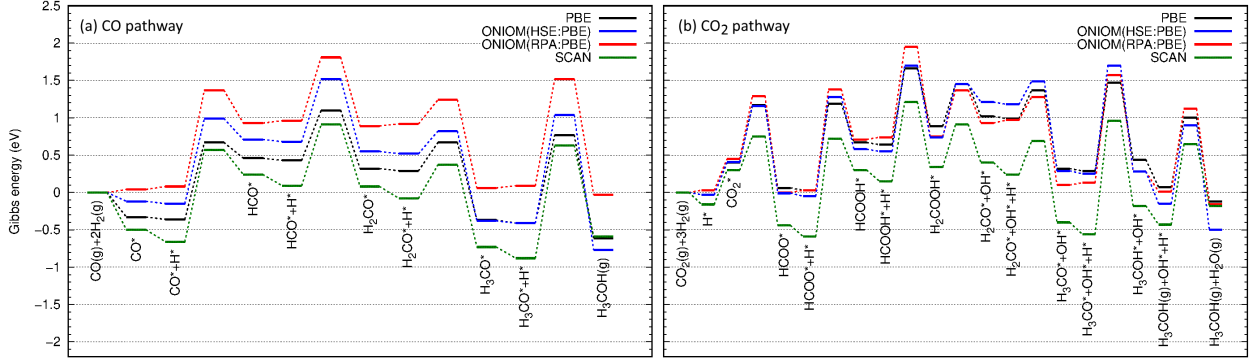 (a) CO pathway
PBE
ONIOM(HSE:PBE)
ONIOM(RPA:PBE)
SCAN
Gibbs energy (eV)
2.5
2
1.5
1
0.5
0
−0.5
−1
−1.5
−2
CO(g)+2H₂(g)
CO*
CO*+H*
HCO*
HCO*+H*
H₂CO*
H₂CO*+H*
H₃CO*
H₃CO*+H*
H₃COH(g)
(b) CO₂ pathway
PBE
ONIOM(HSE:PBE)
ONIOM(RPA:PBE)
SCAN
CO₂(g)+3H₂(g)
H*
CO₂*
HCOO*
HCOO*+H*
HCOOH*
HCOOH*+H*
H₂COOH*
H₂CO*+OH*
H₂CO*+OH*+H*
H₃CO*+OH*
H₃CO*+OH*+H*
H₃COH*+OH*
H₃COH(g)+OH*+H*
H₃COH(g)+H₂O(g)